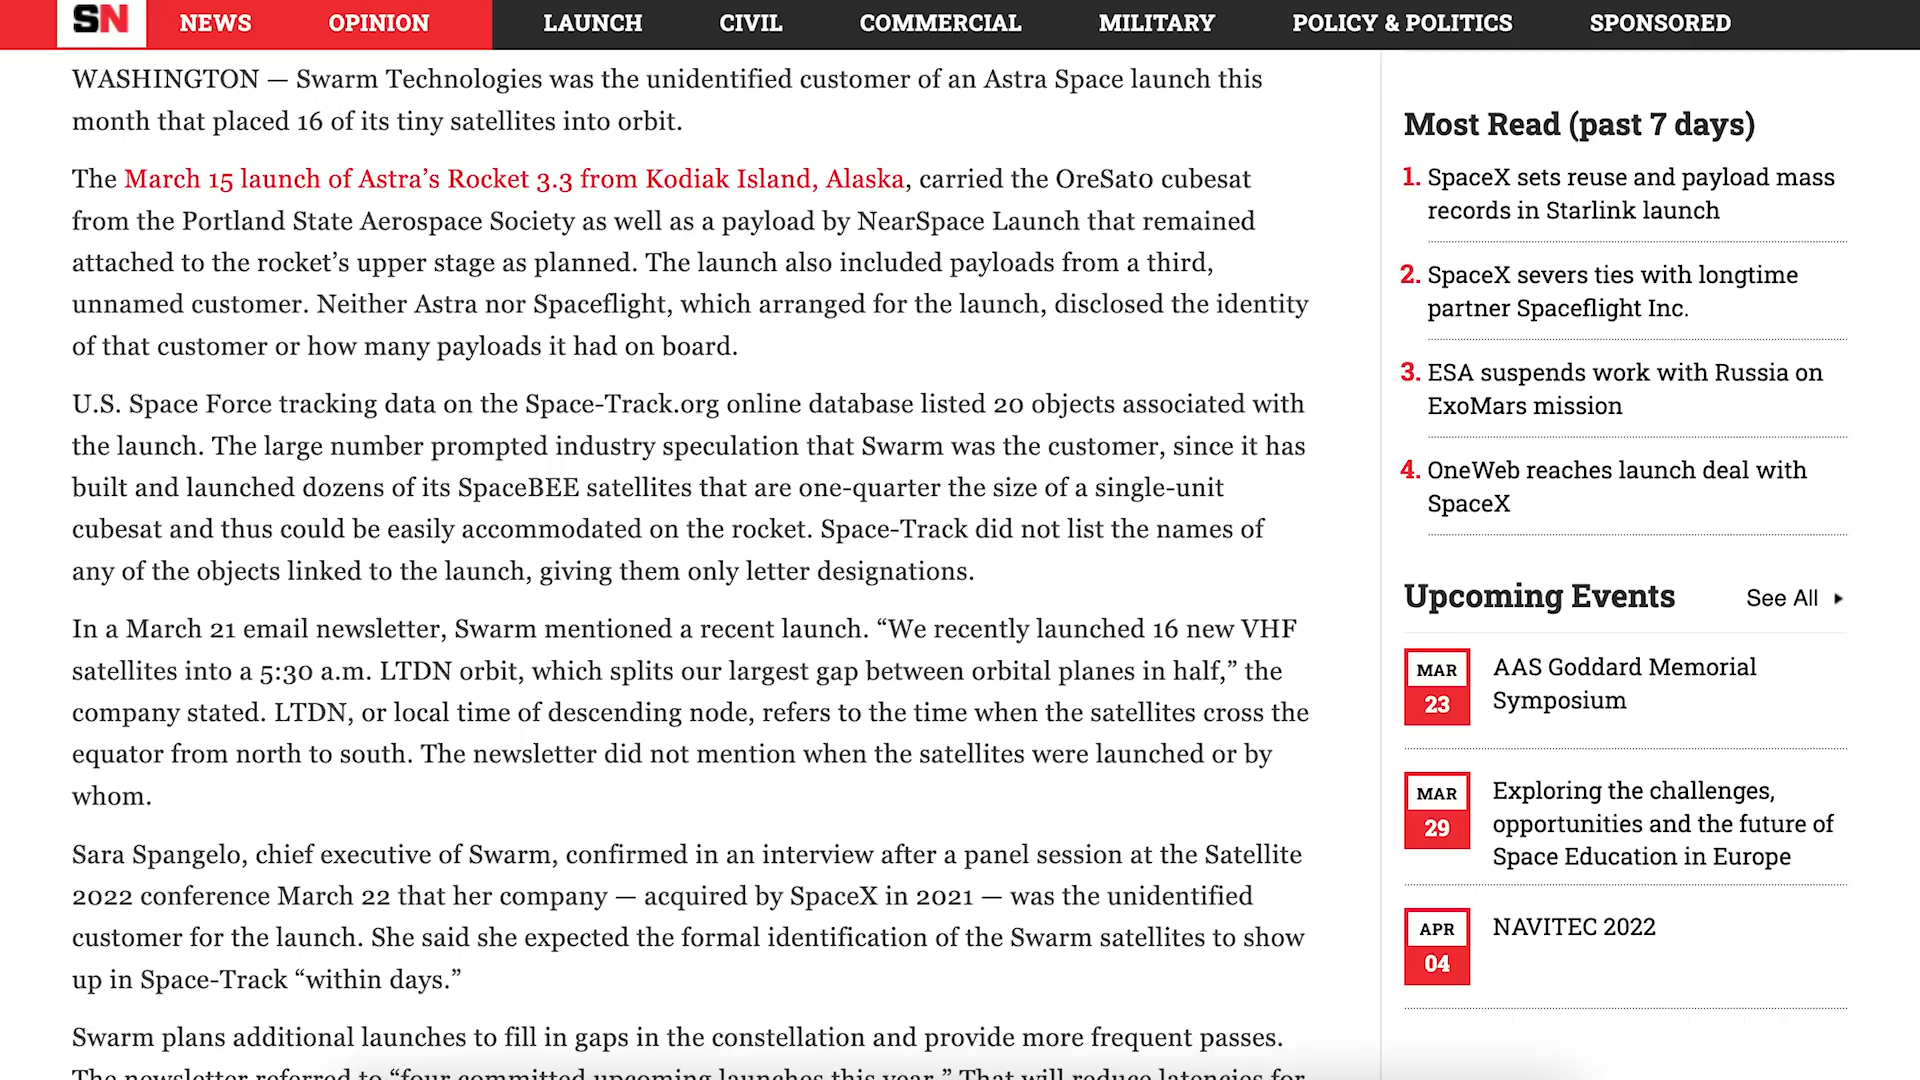 SN NEWS OPINION LAUNCH CIVIL COMMERCIAL MILITARY POLICY & POLITICS SPONSORED
WASHINGTON — Swarm Technologies was the unidentified customer of an Astra Space launch this
month that placed 16 of its tiny satellites into orbit.
The March 15 launch of Astra’s Rocket 3.3 from Kodiak Island, Alaska, carried the OreSat0 cubesat
from the Portland State Aerospace Society as well as a payload by NearSpace Launch that remained
attached to the rocket’s upper stage as planned. The launch also included payloads from a third,
unnamed customer. Neither Astra nor Spaceflight, which arranged for the launch, disclosed the identity
of that customer or how many payloads it had on board.
U.S. Space Force tracking data on the Space-Track.org online database listed 20 objects associated with
the launch. The large number prompted industry speculation that Swarm was the customer, since it has
built and launched dozens of its SpaceBEE satellites that are one-quarter the size of a single-unit
cubesat and thus could be easily accommodated on the rocket. Space-Track did not list the names of
any of the objects linked to the launch, giving them only letter designations.
In a March 21 email newsletter, Swarm mentioned a recent launch. “We recently launched 16 new VHF
satellites into a 5:30 a.m. LTDN orbit, which splits our largest gap between orbital planes in half,” the
company stated. LTDN, or local time of descending node, refers to the time when the satellites cross the
equator from north to south. The newsletter did not mention when the satellites were launched or by
whom.
Sara Spangelo, chief executive of Swarm, confirmed in an interview after a panel session at the Satellite
2022 conference March 22 that her company — acquired by SpaceX in 2021 — was the unidentified
customer for the launch. She said she expected the formal identification of the Swarm satellites to show
up in Space-Track “within days.”
Swarm plans additional launches to fill in gaps in the constellation and provide more frequent passes.
The newsletter referred to “four committed upcoming launches this year.” That will reduce latencies for
Most Read (past 7 days)
1. SpaceX sets reuse and payload mass
records in Starlink launch
2. SpaceX severs ties with longtime
partner Spaceflight Inc.
3. ESA suspends work with Russia on
ExoMars mission
4. OneWeb reaches launch deal with
SpaceX
Upcoming Events See All
MAR
23
AAS Goddard Memorial
Symposium
MAR
29
Exploring the challenges,
opportunities and the future of
Space Education in Europe
APR
04
NAVITEC 2022